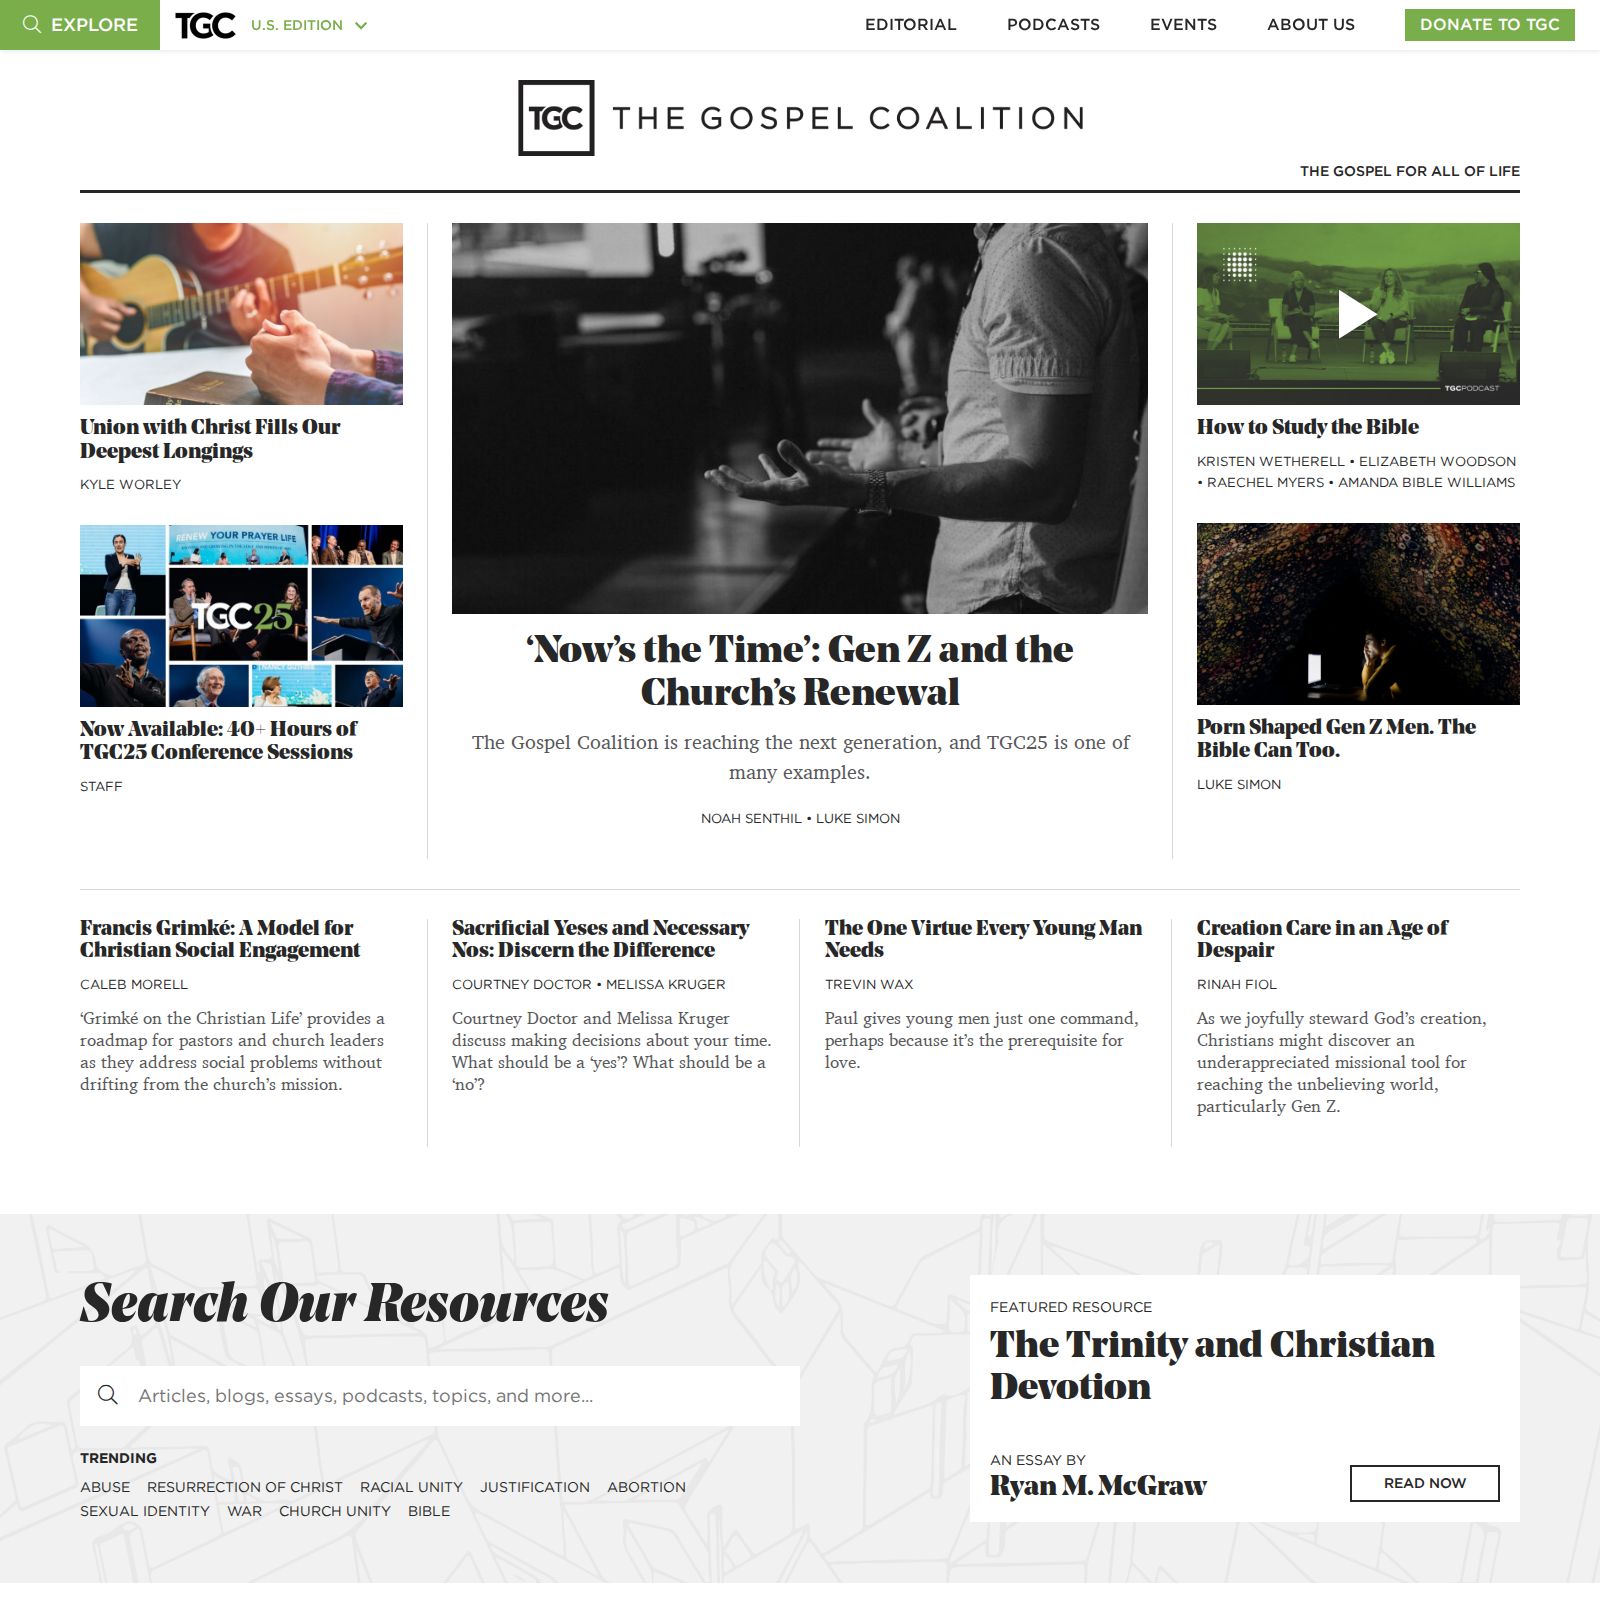 EXPLORE
TGC
U.S. EDITION
EDITORIAL
PODCASTS
EVENTS
ABOUT US
DONATE TO TGC
TGC THE GOSPEL COALITION
THE GOSPEL FOR ALL OF LIFE
Union with Christ Fills Our
Deepest Longings
KYLE WORLEY
RENEW YOUR PRAYER LIFE
TGC25
NANCY GUTHRIE
Now Available: 40+ Hours of
TGC25 Conference Sessions
STAFF
‘Now’s the Time’: Gen Z and the
Church’s Renewal
The Gospel Coalition is reaching the next generation, and TGC25 is one of
many examples.
NOAH SENTHIL • LUKE SIMON
TGCPODCAST
How to Study the Bible
KRISTEN WETHERELL • ELIZABETH WOODSON
• RAECHEL MYERS • AMANDA BIBLE WILLIAMS
Porn Shaped Gen Z Men. The
Bible Can Too.
LUKE SIMON
Francis Grimké: A Model for
Christian Social Engagement
CALEB MORELL
‘Grimké on the Christian Life’ provides a
roadmap for pastors and church leaders
as they address social problems without
drifting from the church’s mission.
Sacrificial Yeses and Necessary
Nos: Discern the Difference
COURTNEY DOCTOR • MELISSA KRUGER
Courtney Doctor and Melissa Kruger
discuss making decisions about your time.
What should be a ‘yes’? What should be a
‘no’?
The One Virtue Every Young Man
Needs
TREVIN WAX
Paul gives young men just one command,
perhaps because it’s the prerequisite for
love.
Creation Care in an Age of
Despair
RINAH FIOL
As we joyfully steward God’s creation,
Christians might discover an
underappreciated missional tool for
reaching the unbelieving world,
particularly Gen Z.
Search Our Resources
Articles, blogs, essays, podcasts, topics, and more...
TRENDING
ABUSE RESURRECTION OF CHRIST RACIAL UNITY JUSTIFICATION ABORTION
SEXUAL IDENTITY WAR CHURCH UNITY BIBLE
FEATURED RESOURCE
The Trinity and Christian
Devotion
AN ESSAY BY
Ryan M. McGraw
READ NOW